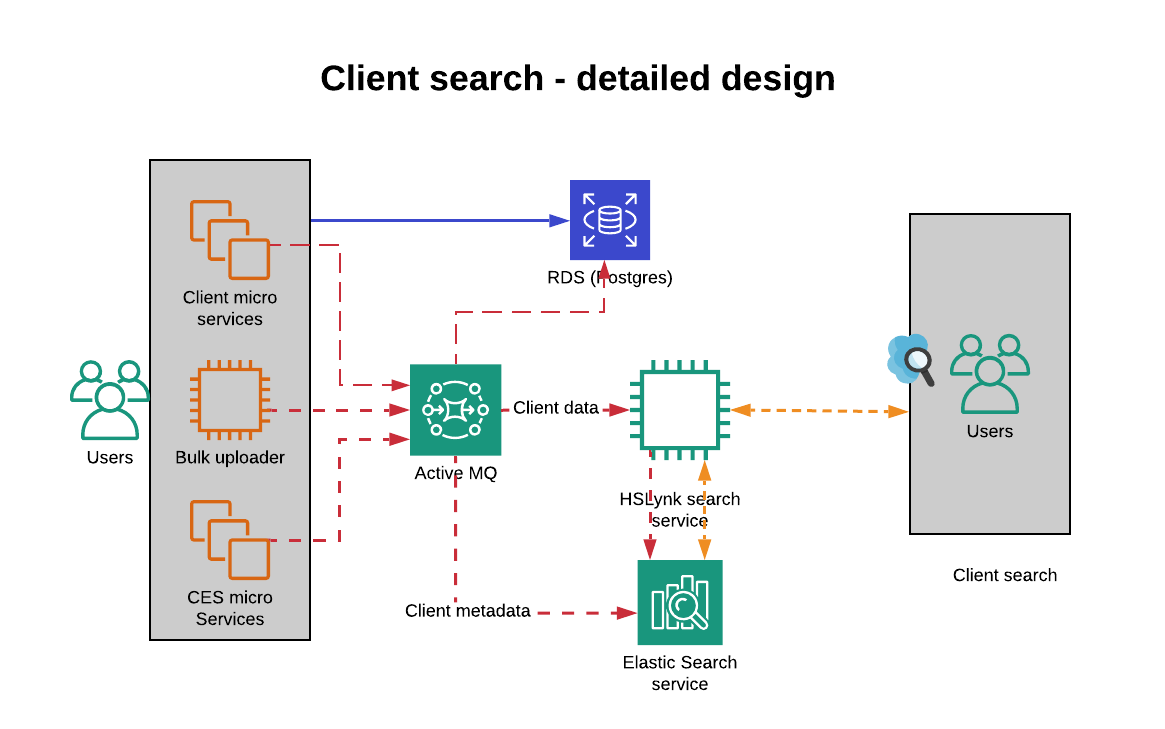 Client search - detailed design
Client micro
services
RDS (Postgres)
Users
Bulk uploader
Active MQ
Client data
HSLynk search
service
Users
Client search
CES micro
Services
Client metadata
Elastic Search
service